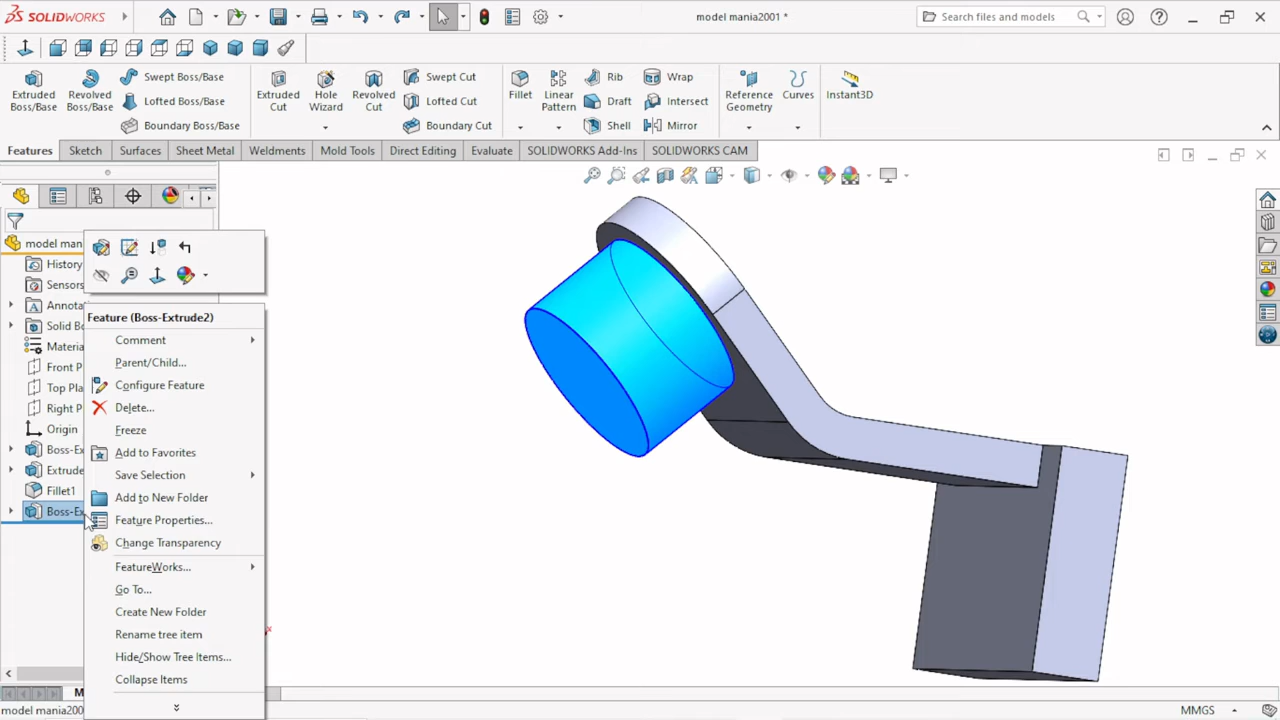 SOLIDWORKS
model mania2001 *
Search files and models
Extruded Boss/Base
Revolved Boss/Base
Swept Boss/Base
Lofted Boss/Base
Boundary Boss/Base
Extruded Cut
Hole Wizard
Revolved Cut
Swept Cut
Lofted Cut
Boundary Cut
Fillet
Linear Pattern
Rib
Draft
Shell
Wrap
Intersect
Mirror
Reference Geometry
Curves
Instant3D
Features
Sketch
Surfaces
Sheet Metal
Weldments
Mold Tools
Direct Editing
Evaluate
SOLIDWORKS Add-Ins
SOLIDWORKS CAM
model man
History
Sensors
Annota
Solid Bo
Materia
Front P
Top Pla
Right P
Origin
Boss-Ex
Extrude
Fillet1
Boss-Ex
Feature (Boss-Extrude2)
Comment
Parent/Child...
Configure Feature
Delete...
Freeze
Add to Favorites
Save Selection
Add to New Folder
Feature Properties...
Change Transparency
FeatureWorks...
Go To...
Create New Folder
Rename tree item
Hide/Show Tree Items...
Collapse Items
M
model mania200
MMGS